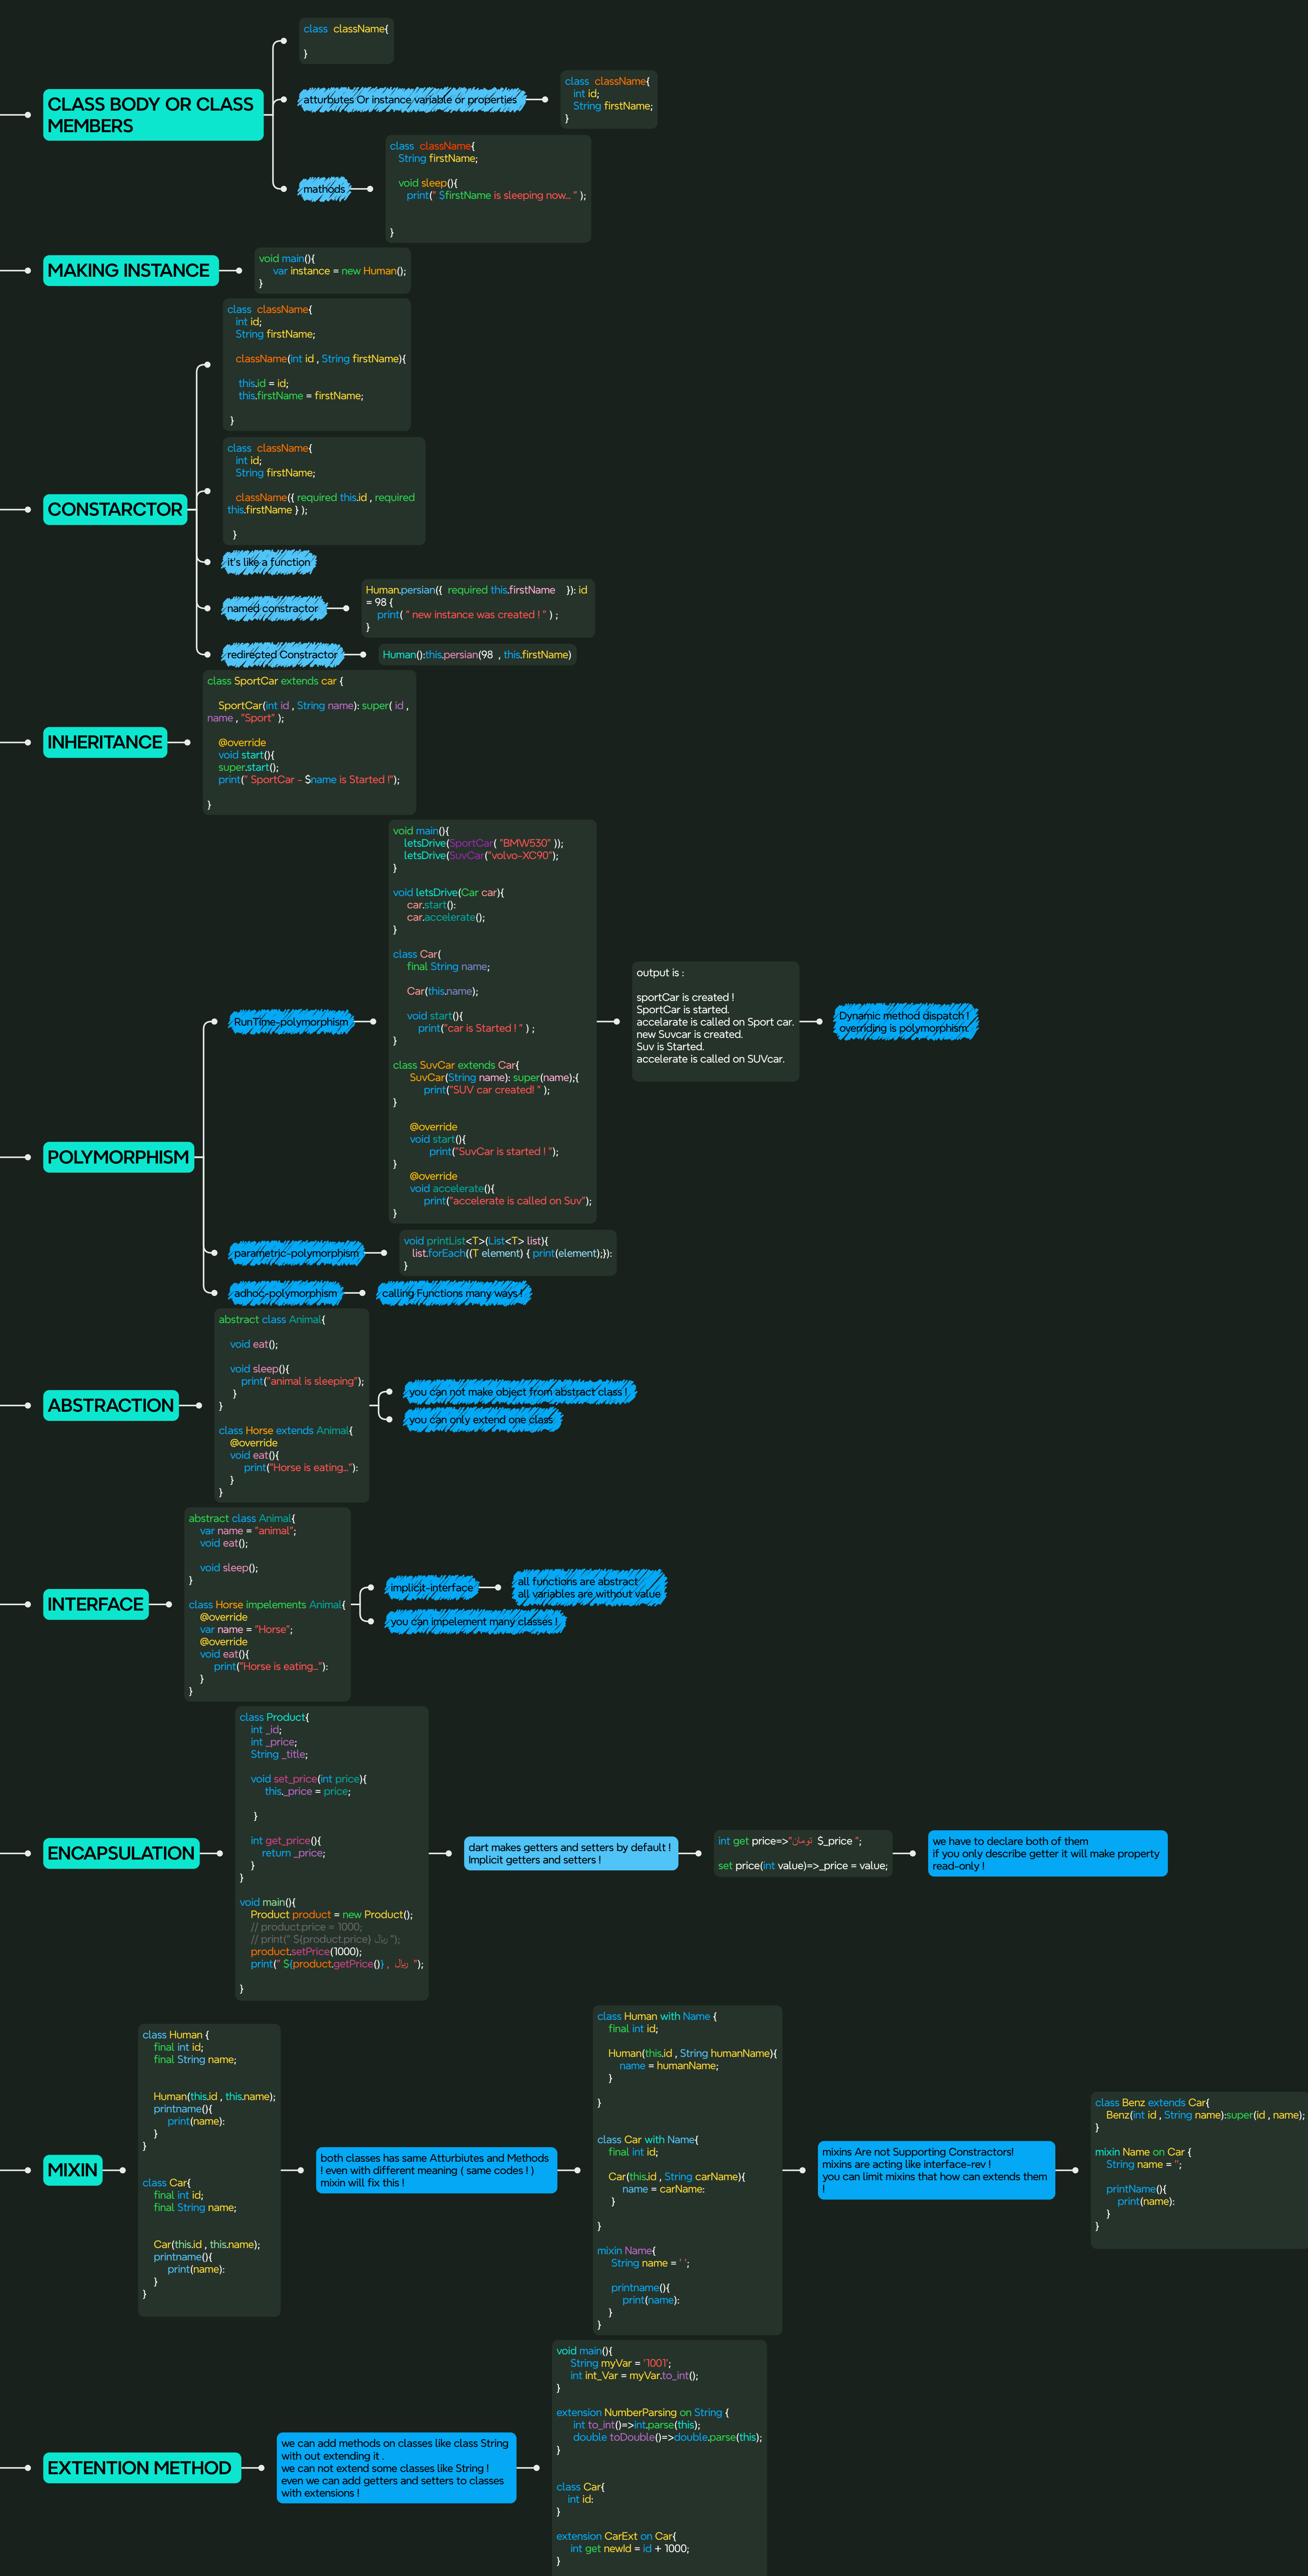 CLASS BODY OR CLASS
MEMBERS
class className{
}
atturbutes Or instance variable or properties
class className{
int id;
String firstName;
}
mathods
class className{
String firstName;
void sleep(){
print(" $firstName is sleeping now... " );
}
MAKING INSTANCE
void main(){
var instance = new Human();
}
CONSTARCTOR
class className{
int id;
String firstName;
className(int id , String firstName){
this.id = id;
this.firstName = firstName;
}
class className{
int id;
String firstName;
className({ required this.id , required
this.firstName } );
}
it's like a function
named constractor
Human.persian({ required this.firstName }): id
= 98 {
print( " new instance was created ! " ) ;
}
redirected Constractor
Human():this.persian(98 , this.firstName)
INHERITANCE
class SportCar extends car {
SportCar(int id , String name): super( id ,
name , "Sport" );
@override
void start(){
super.start();
print(" SportCar - $name is Started !");
}
POLYMORPHISM
RunTime-polymorphism
void main(){
letsDrive(SportCar( "BMW530" ));
letsDrive(SuvCar("volvo-XC90");
}
void letsDrive(Car car){
car.start():
car.accelerate();
}
class Car(
final String name;
Car(this.name);
void start(){
print("car is Started ! " ) ;
}
class SuvCar extends Car{
SuvCar(String name): super(name);{
print("SUV car created! " );
}
@override
void start(){
print("SuvCar is started ! ");
}
@override
void accelerate(){
print("accelerate is called on Suv");
}
output is :
sportCar is created !
SportCar is started.
accelarate is called on Sport car.
new Suvcar is created.
Suv is Started.
accelerate is called on SUVcar.
Dynamic method dispatch !
overriding is polymorphism.
parametric-polymorphism
void printList<T>(List<T> list){
list.forEach((T element) { print(element);}):
}
adhoc-polymorphism
calling Functions many ways !
ABSTRACTION
abstract class Animal{
void eat();
void sleep(){
print("animal is sleeping");
}
}
class Horse extends Animal{
@override
void eat(){
print("Horse is eating..."):
}
}
you can not make object from abstract class !
you can only extend one class
INTERFACE
abstract class Animal{
var name = "animal";
void eat();
void sleep();
}
class Horse impelements Animal{
@override
var name = "Horse";
@override
void eat(){
print("Horse is eating..."):
}
}
implicit-interface
all functions are abstract
all variables are without value
you can impelement many classes !
ENCAPSULATION
class Product{
int _id;
int _price;
String _title;
void set_price(int price){
this._price = price;
}
int get_price(){
return _price;
}
}
void main(){
Product product = new Product();
// product.price = 1000;
// print(" ${product.price} ریال ");
product.setPrice(1000);
print(" ${product.getPrice()} , ریال ");
}
dart makes getters and setters by default !
Implicit getters and setters !
int get price=>"تومان $_price ";
set price(int value)=>_price = value;
we have to declare both of them
if you only describe getter it will make property
read-only !
MIXIN
class Human {
final int id;
final String name;
Human(this.id , this.name);
printname(){
print(name):
}
}
class Car{
final int id;
final String name;
Car(this.id , this.name);
printname(){
print(name):
}
}
both classes has same Atturbiutes and Methods
! even with different meaning ( same codes ! )
mixin will fix this !
class Human with Name {
final int id;
Human(this.id , String humanName){
name = humanName;
}
}
class Car with Name{
final int id;
Car(this.id , String carName){
name = carName:
}
}
mixin Name{
String name = ' ';
printname(){
print(name):
}
}
mixins Are not Supporting Constractors!
mixins are acting like interface-rev !
you can limit mixins that how can extends them
!
class Benz extends Car{
Benz(int id , String name):super(id , name);
}
mixin Name on Car {
String name = '';
printName(){
print(name):
}
}
EXTENTION METHOD
we can add methods on classes like class String
with out extending it .
we can not extend some classes like String !
even we can add getters and setters to classes
with extensions !
void main(){
String myVar = '1001';
int int_Var = myVar.to_int();
}
extension NumberParsing on String {
int to_int()=>int.parse(this);
double toDouble()=>double.parse(this);
}
class Car{
int id:
}
extension CarExt on Car{
int get newId = id + 1000;
}